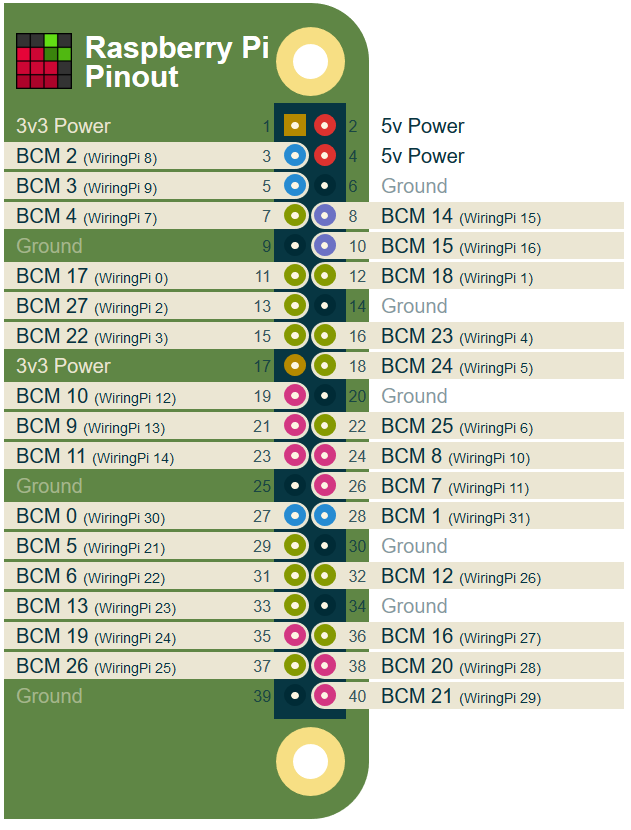 Raspberry Pi
Pinout
3v3 Power 1 2 5v Power
BCM 2 (WiringPi 8) 3 4 5v Power
BCM 3 (WiringPi 9) 5 6 Ground
BCM 4 (WiringPi 7) 7 8 BCM 14 (WiringPi 15)
Ground 9 10 BCM 15 (WiringPi 16)
BCM 17 (WiringPi 0) 11 12 BCM 18 (WiringPi 1)
BCM 27 (WiringPi 2) 13 14 Ground
BCM 22 (WiringPi 3) 15 16 BCM 23 (WiringPi 4)
3v3 Power 17 18 BCM 24 (WiringPi 5)
BCM 10 (WiringPi 12) 19 20 Ground
BCM 9 (WiringPi 13) 21 22 BCM 25 (WiringPi 6)
BCM 11 (WiringPi 14) 23 24 BCM 8 (WiringPi 10)
Ground 25 26 BCM 7 (WiringPi 11)
BCM 0 (WiringPi 30) 27 28 BCM 1 (WiringPi 31)
BCM 5 (WiringPi 21) 29 30 Ground
BCM 6 (WiringPi 22) 31 32 BCM 12 (WiringPi 26)
BCM 13 (WiringPi 23) 33 34 Ground
BCM 19 (WiringPi 24) 35 36 BCM 16 (WiringPi 27)
BCM 26 (WiringPi 25) 37 38 BCM 20 (WiringPi 28)
Ground 39 40 BCM 21 (WiringPi 29)